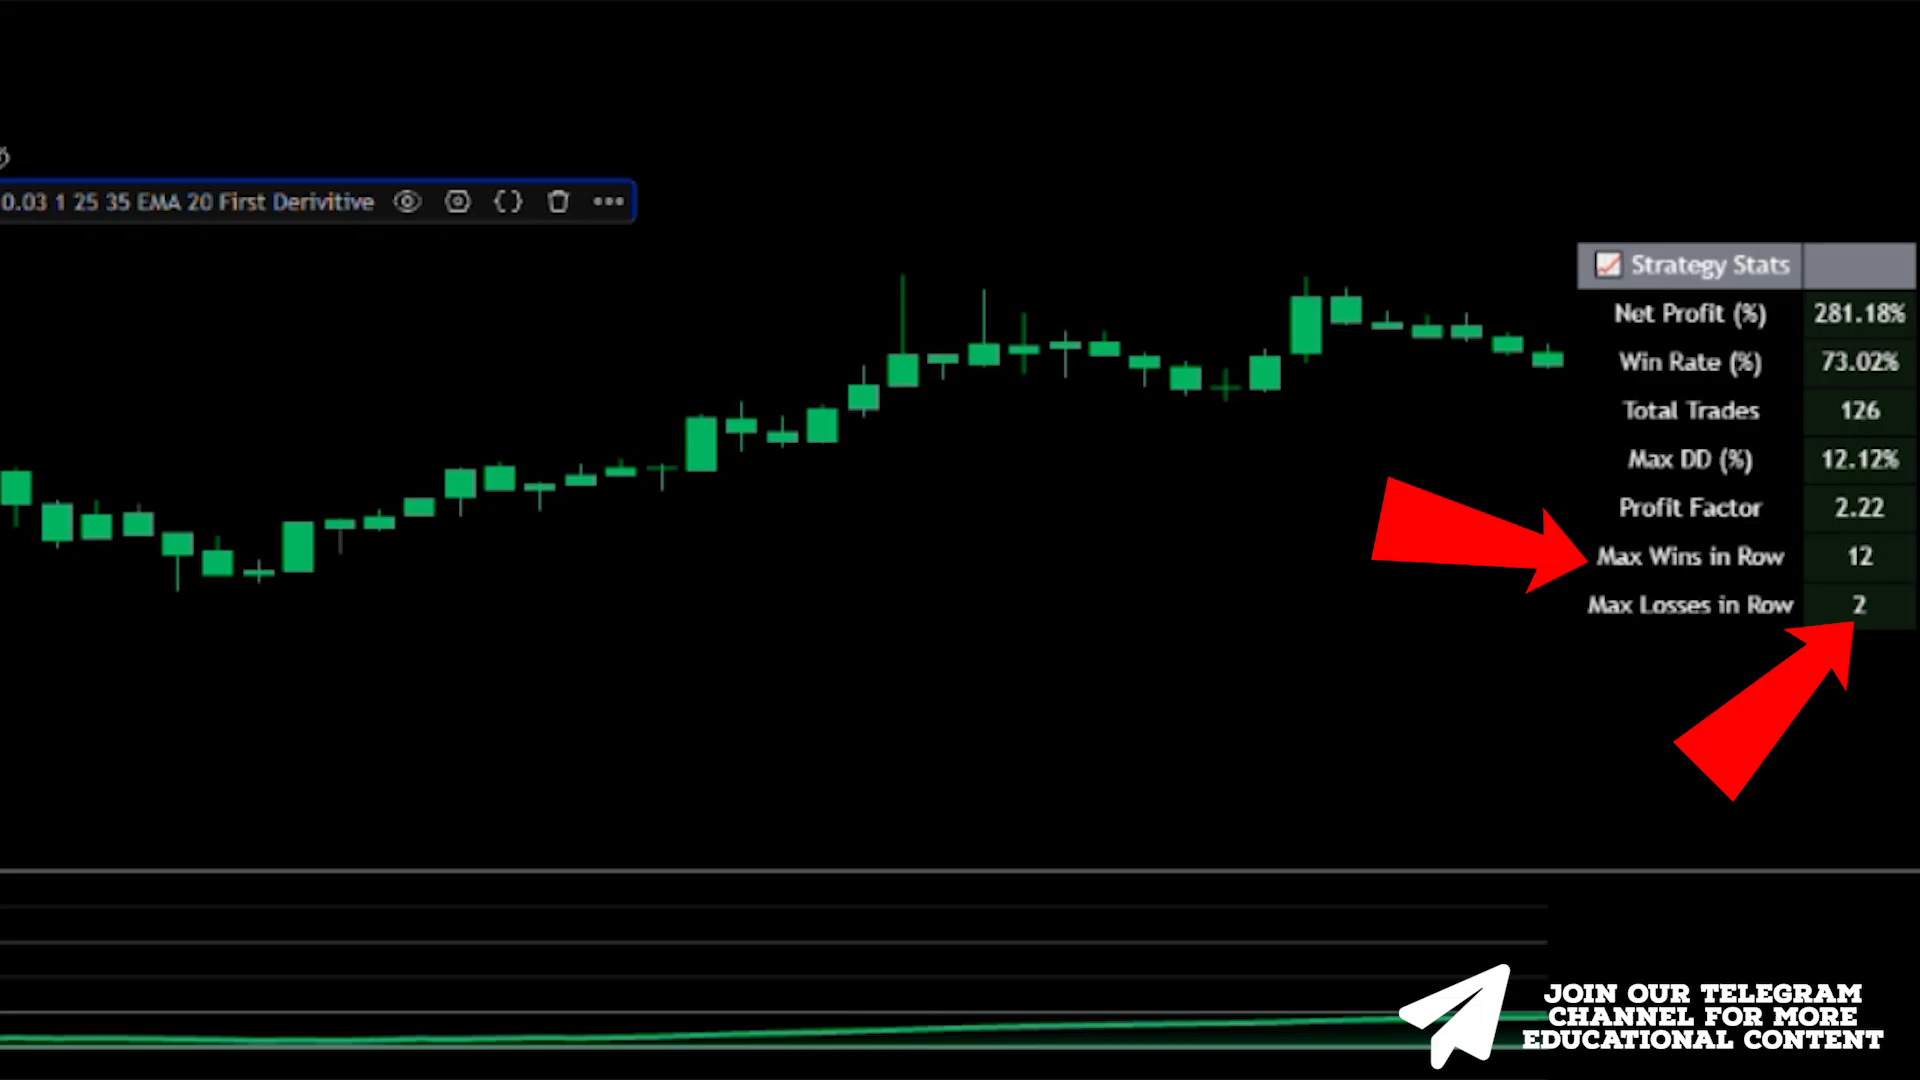 0.03 1 25 35 EMA 20 First Derivitive
Strategy Stats
Net Profit (%) 281.18%
Win Rate (%) 73.02%
Total Trades 126
Max DD (%) 12.12%
Profit Factor 2.22
Max Wins in Row 12
Max Losses in Row 2
JOIN OUR TELEGRAM
CHANNEL FOR MORE
EDUCATIONAL CONTENT